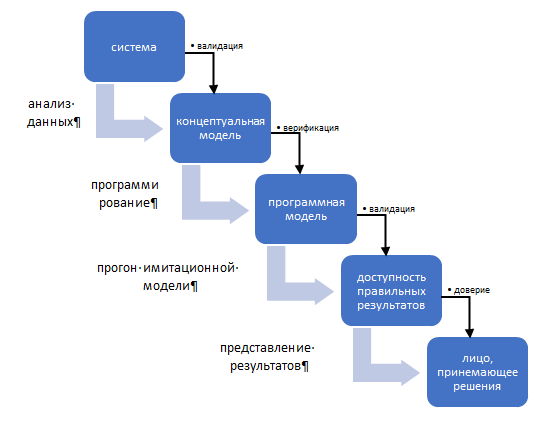 система
• валидация
анализ·
данных¶
концептуальная
модель
• верификация
программи
рование¶
программная
модель
• валидация
прогон·имитационной·
модели¶
доступность
правильных
результатов
• доверие
представление·
результатов¶
лицо,
принемающее
решения